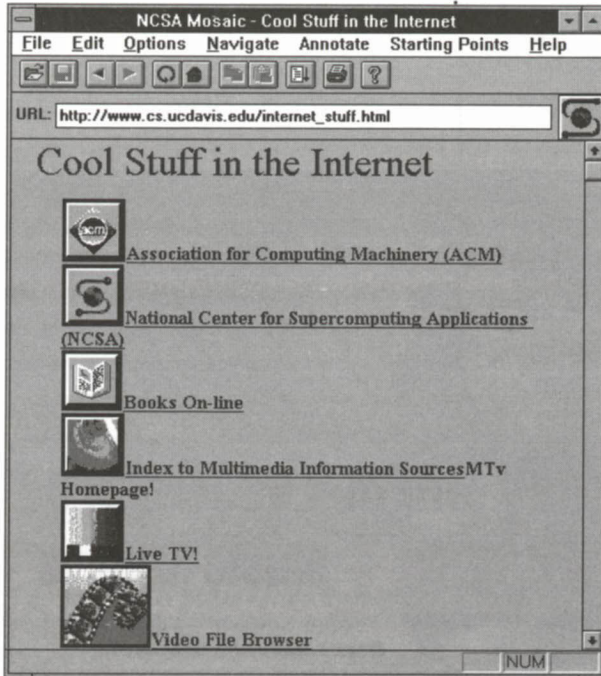 NCSA Mosaic - Cool Stuff in the Internet
File Edit Options Navigate Annotate Starting Points Help
URL: http://www.cs.ucdavis.edu/internet_stuff.html
Cool Stuff in the Internet
acm
Association for Computing Machinery (ACM)
National Center for Supercomputing Applications
(NCSA)
Books On-line
Index to Multimedia Information SourcesMTv
Homepage!
Live TV!
Video File Browser
NUM